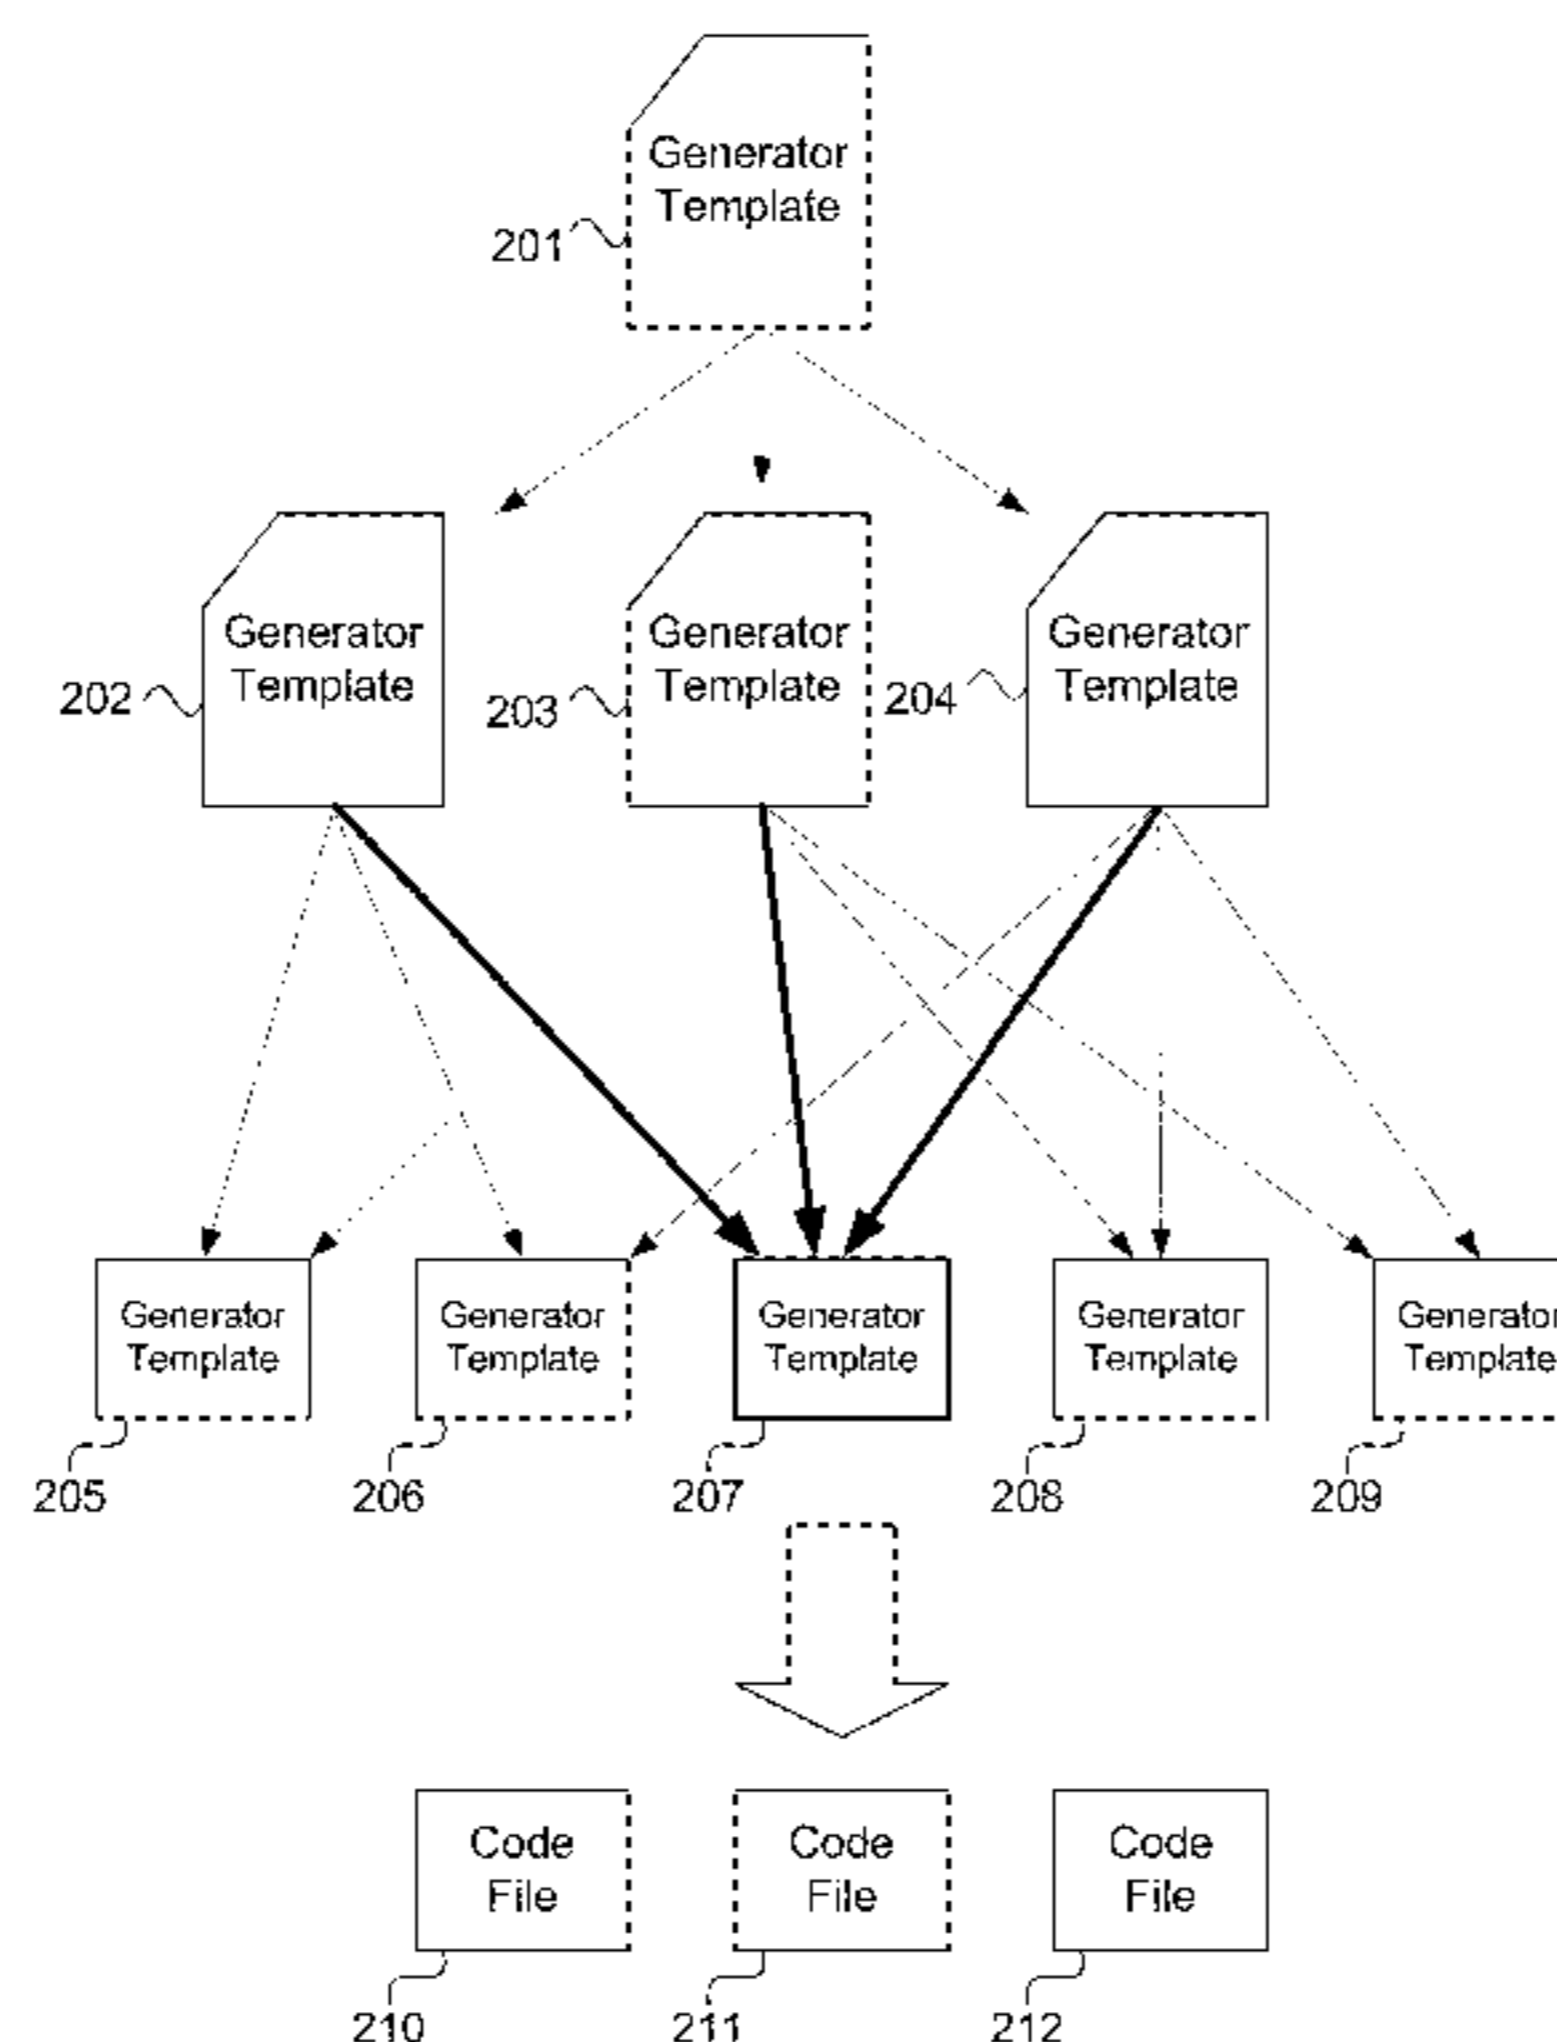 Generator
Template
201
Generator
Template
202
Generator
Template
203
Generator
Template
204
Generator
Template
205
Generator
Template
206
Generator
Template
207
Generator
Template
208
Generator
Template
209
Code
File
210
Code
File
211
Code
File
212